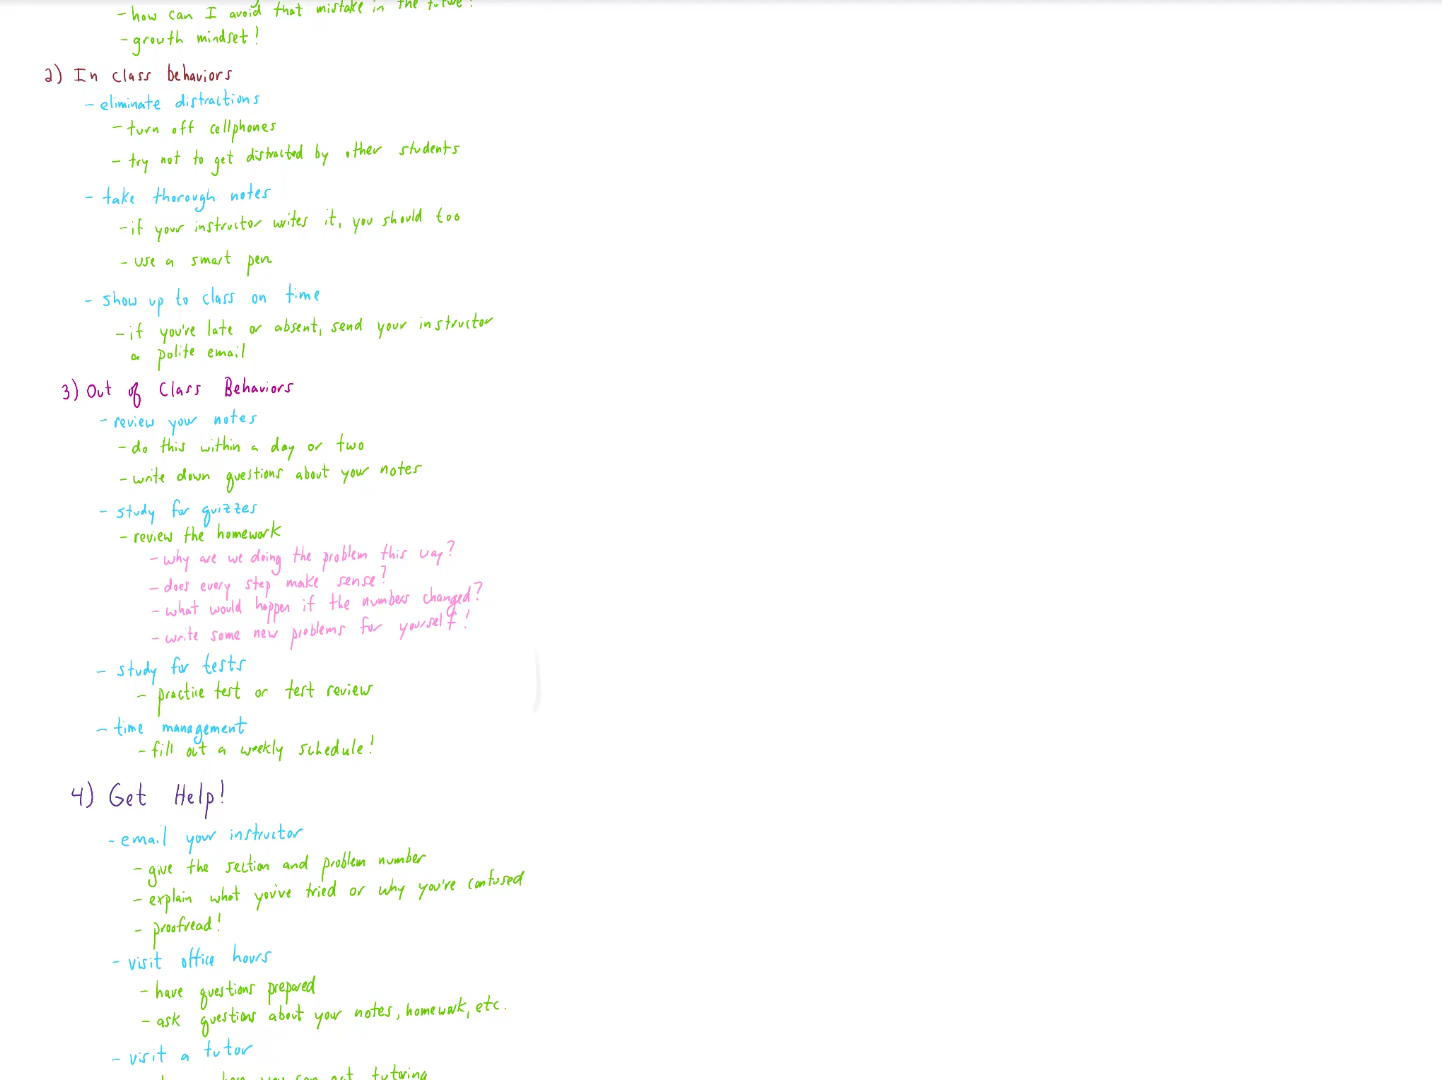 - how can I avoid that mistake in the future?
- growth mindset!
2) In class behaviors
- eliminate distractions
- turn off cellphones
- try not to get distracted by other students
- take thorough notes
- if your instructor writes it, you should too
- use a smart pen
- show up to class on time
- if you're late or absent, send your instructor
a polite email
3) Out of Class Behaviors
- review your notes
- do this within a day or two
- write down questions about your notes
- study for quizzes
- review the homework
- why are we doing the problem this way?
- does every step make sense?
- what would happen if the numbers changed?
- write some new problems for yourself!
- study for tests
- practice test or test review
- time management
- fill out a weekly schedule!
4) Get Help!
- email your instructor
- give the section and problem number
- explain what you've tried or why you're confused
- proofread!
- visit office hours
- have questions prepared
- ask questions about your notes, homework, etc.
- visit a tutor
you can get tutoring